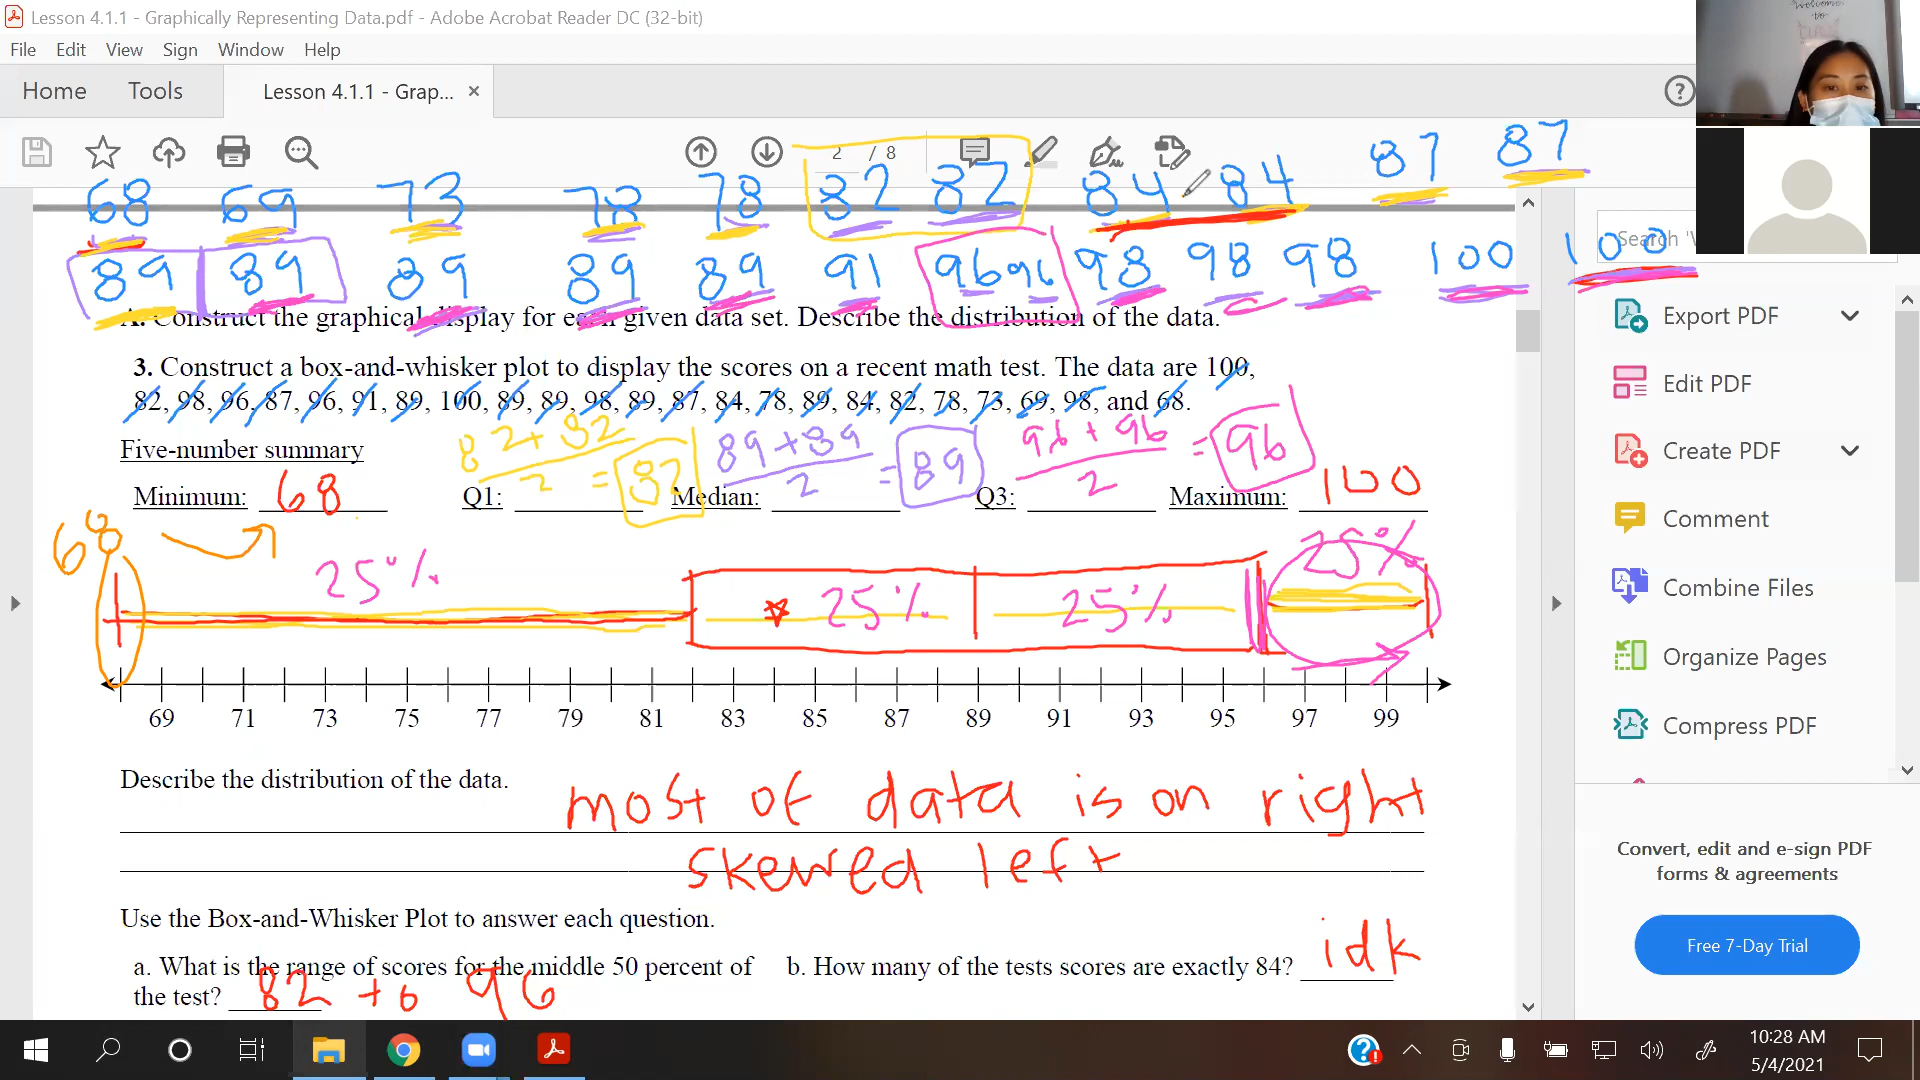 Lesson 4.1.1 - Graphically Representing Data.pdf - Adobe Acrobat Reader DC (32-bit)
File Edit View Sign Window Help
Home Tools Lesson 4.1.1 - Grap... ×
2 / 8
Welcome
to
68 69 73 78 78 82 82 84 84 87 87
89 89 89 89 89 91 96 96 98 98 98 100 100
Search
A. Construct the graphical display for each given data set. Describe the distribution of the data.
3. Construct a box-and-whisker plot to display the scores on a recent math test. The data are 100,
82, 98, 96, 87, 96, 91, 89, 100, 89, 89, 98, 89, 87, 84, 78, 89, 84, 82, 78, 73, 69, 98, and 68.
Five-number summary
82+82/2 = 82 89+89/2 = 89 96+96/2 = 96
Minimum: 68 Q1: Median: Q3: Maximum: 100
68
25% 25% 25% 25%
69 71 73 75 77 79 81 83 85 87 89 91 93 95 97 99
Describe the distribution of the data.
most of data is on right
skewed left
Use the Box-and-Whisker Plot to answer each question.
a. What is the range of scores for the middle 50 percent of
the test? 82 to 96
b. How many of the tests scores are exactly 84? idk
Export PDF
Edit PDF
Create PDF
Comment
Combine Files
Organize Pages
Compress PDF
Convert, edit and e-sign PDF
forms & agreements
Free 7-Day Trial
10:28 AM
5/4/2021